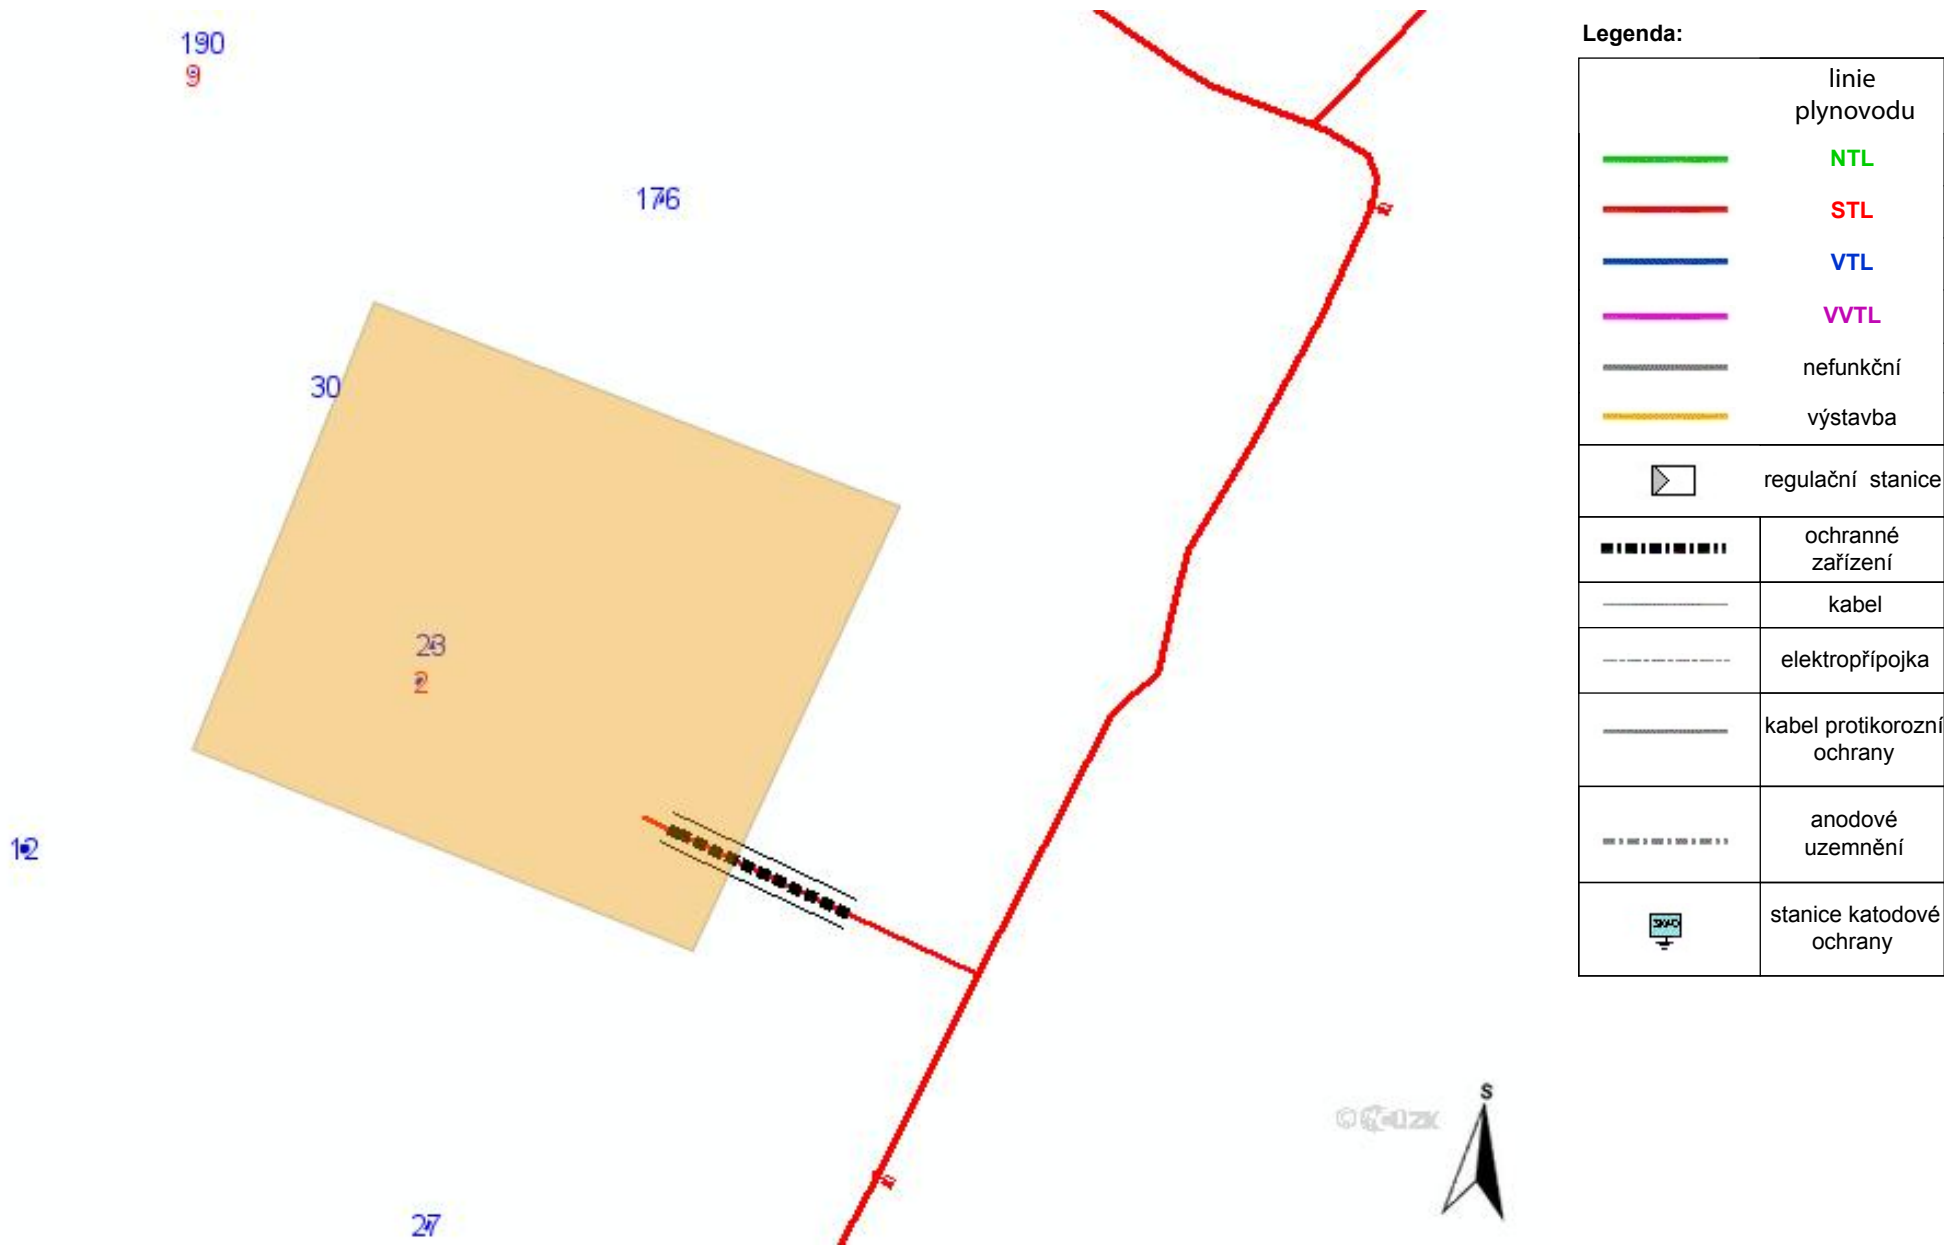 190
9
176
30
23
2
12
27
S
Legenda:
linie
plynovodu
NTL
STL
VTL
VVTL
nefunkční
výstavba
regulační stanice
ochranné
zařízení
kabel
elektropřípojka
kabel protikorozní
ochrany
anodové
uzemnění
stanice katodové
ochrany